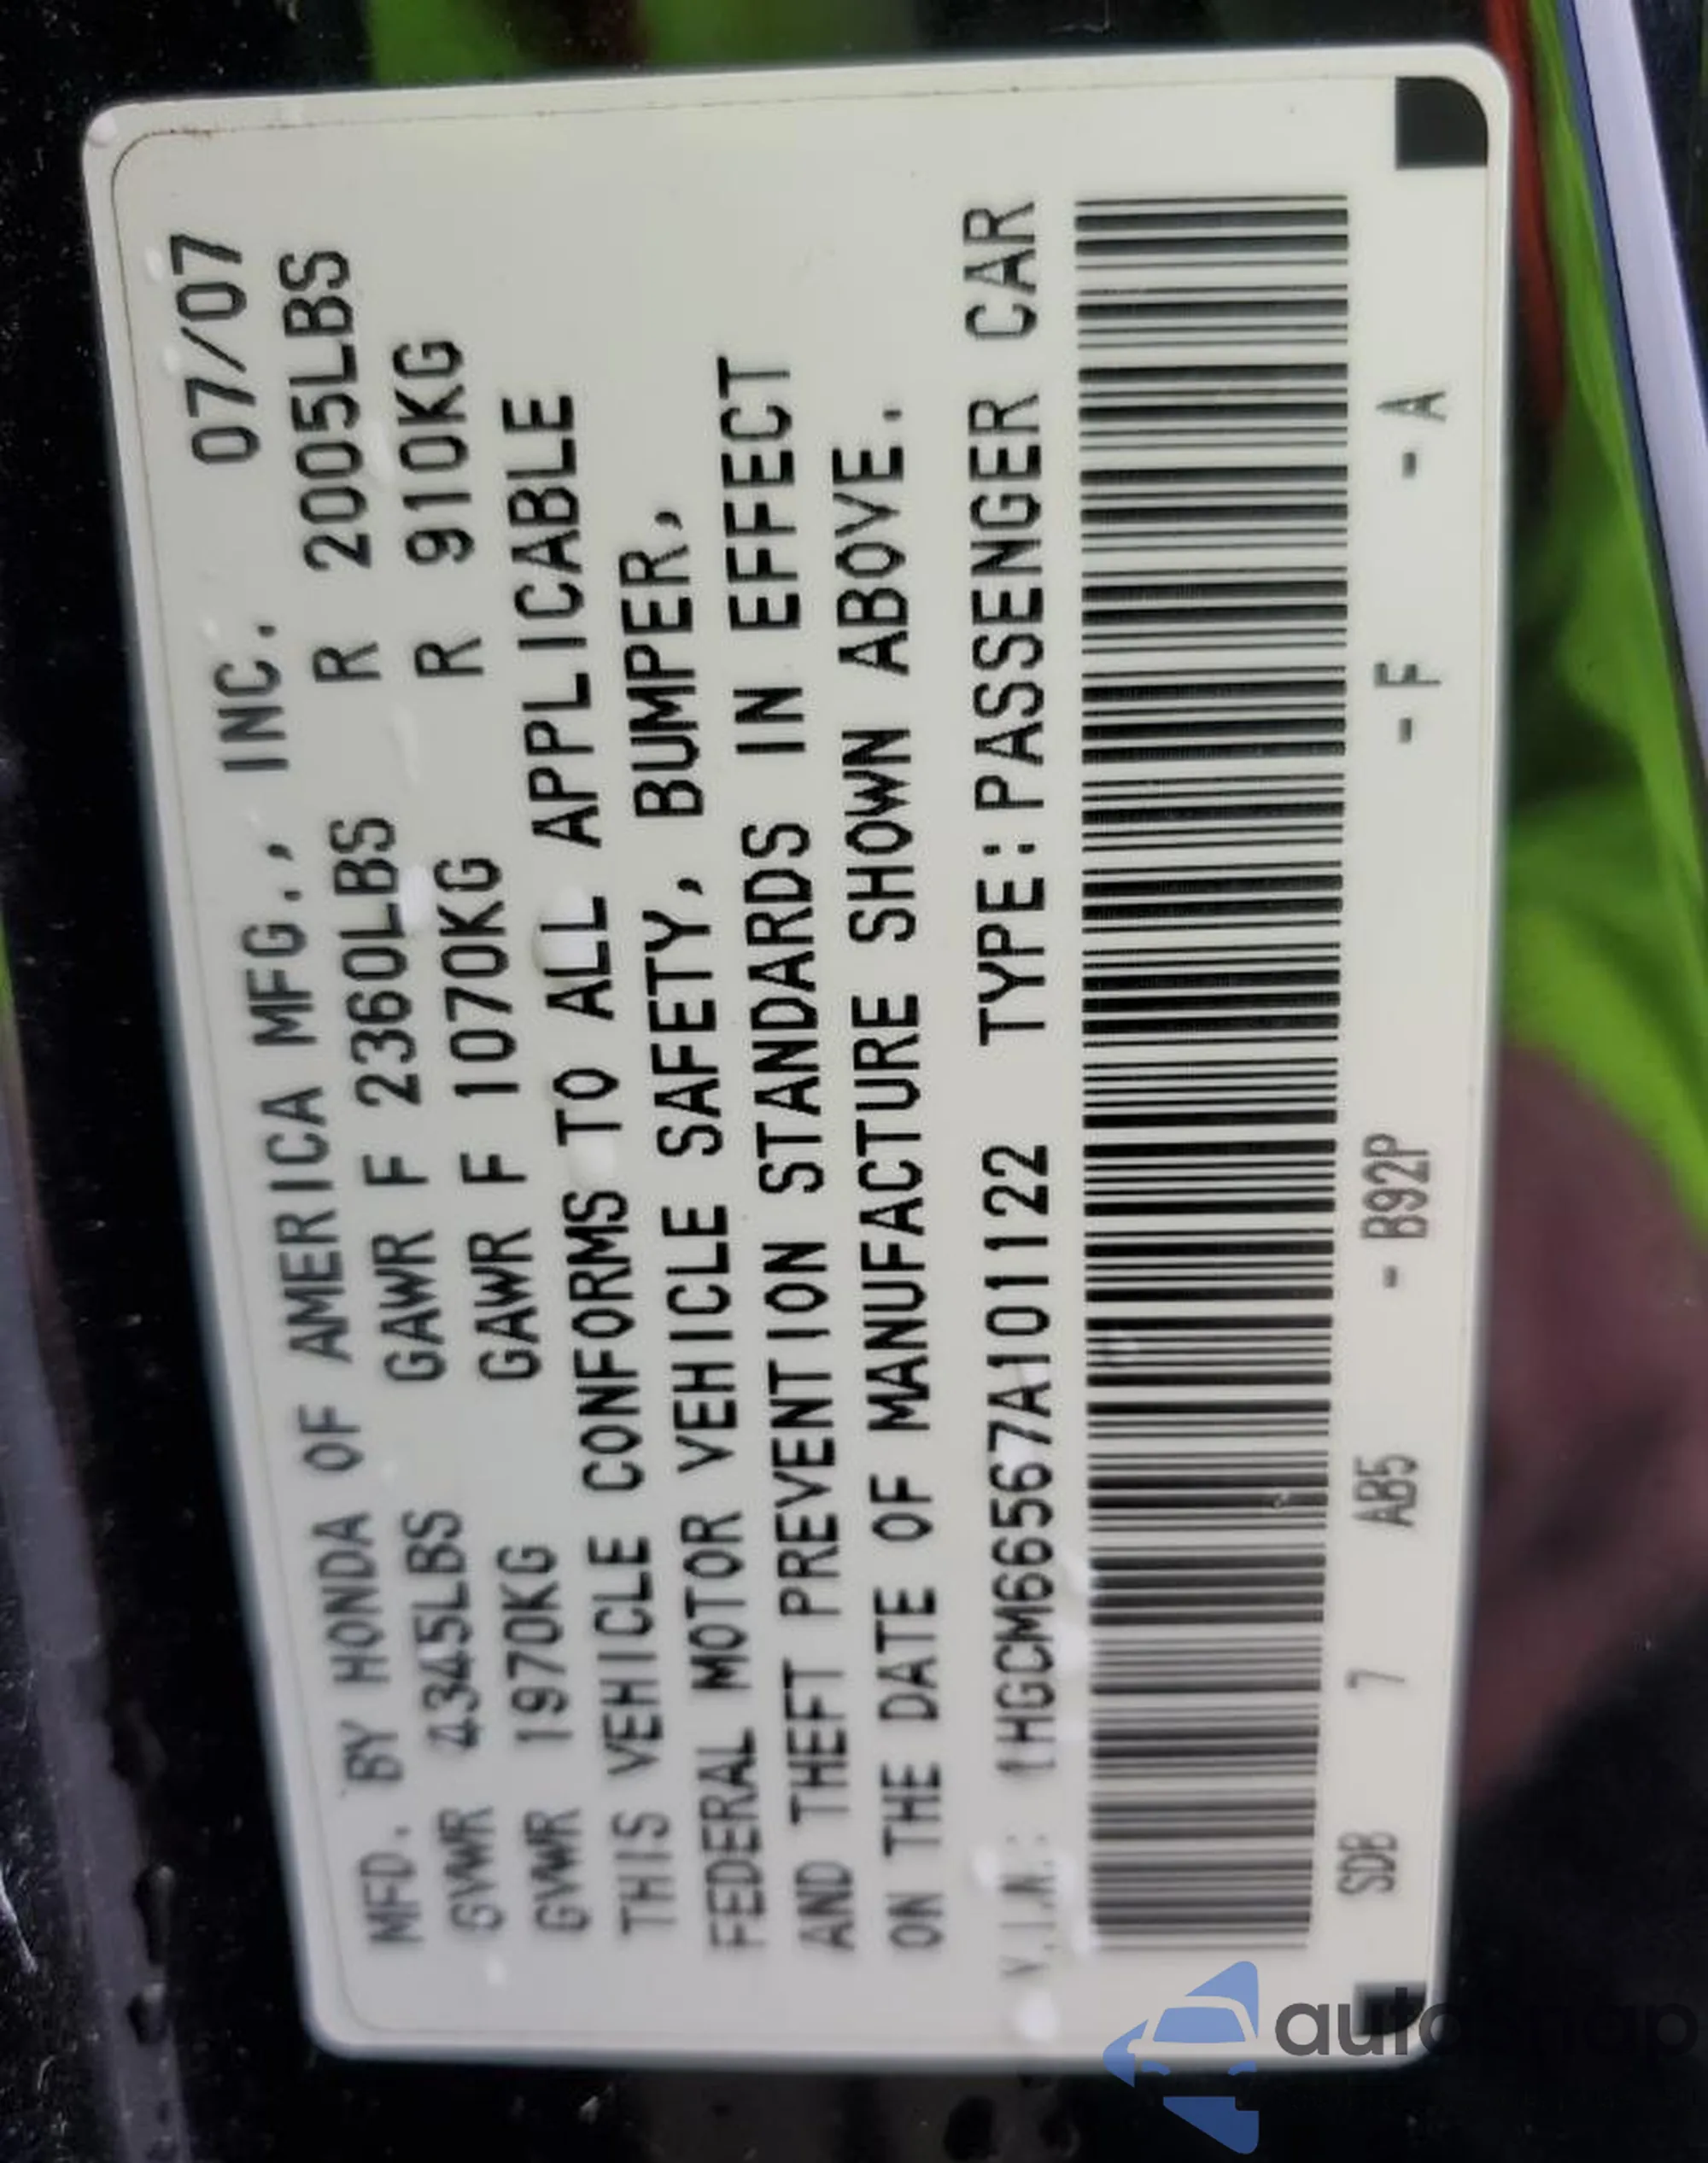 MFD. BY HONDA OF AMERICA MFG., INC. 07/07
GVWR 4345LBS GAWR F 2360LBS R 2005LBS
GVWR 1970KG GAWR F 1070KG R 910KG
THIS VEHICLE CONFORMS TO ALL APPLICABLE
FEDERAL MOTOR VEHICLE SAFETY, BUMPER,
AND THEFT PREVENTION STANDARDS IN EFFECT
ON THE DATE OF MANUFACTURE SHOWN ABOVE.
V.I.N.: 1HGCM66567A101122 TYPE:PASSENGER CAR
SDB 7 AB5 - B92P - F - A
autosnap